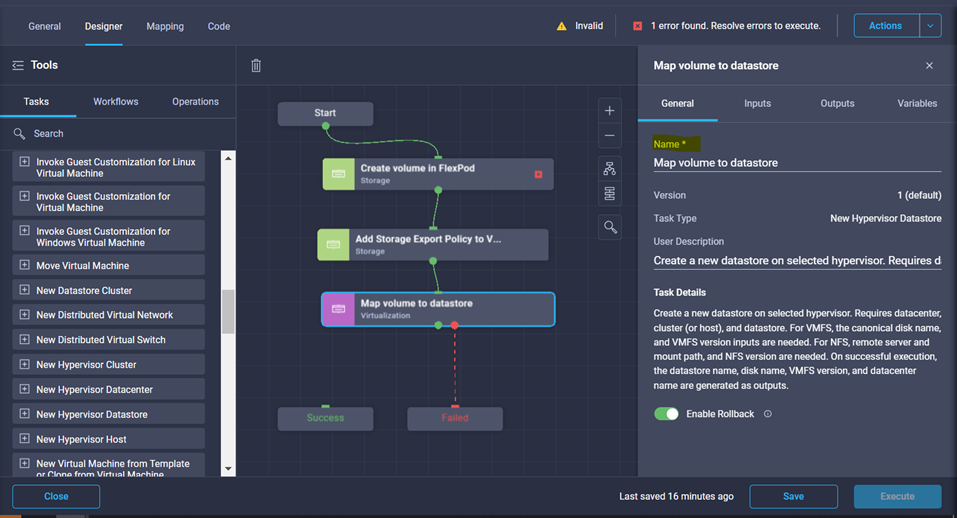 General
Designer
Mapping
Code
Invalid
1 error found. Resolve errors to execute.
Actions
Tools
Tasks
Workflows
Operations
Search
Invoke Guest Customization for Linux
Virtual Machine
Invoke Guest Customization for
Virtual Machine
Invoke Guest Customization for
Windows Virtual Machine
Move Virtual Machine
New Datastore Cluster
New Distributed Virtual Network
New Distributed Virtual Switch
New Hypervisor Cluster
New Hypervisor Datacenter
New Hypervisor Datastore
New Hypervisor Host
New Virtual Machine from Template
or Clone from Virtual Machine
Start
Create volume in FlexPod
Storage
Add Storage Export Policy to V...
Storage
Map volume to datastore
Virtualization
Success
Failed
Map volume to datastore
General
Inputs
Outputs
Variables
Name *
Map volume to datastore
Version
1 (default)
Task Type
New Hypervisor Datastore
User Description
Create a new datastore on selected hypervisor. Requires d
Task Details
Create a new datastore on selected hypervisor. Requires datacenter,
cluster (or host), and datastore. For VMFS, the canonical disk name,
and VMFS version inputs are needed. For NFS, remote server and
mount path, and NFS version are needed. On successful execution,
the datastore name, disk name, VMFS version, and datacenter
name are generated as outputs.
Enable Rollback
Close
Last saved 16 minutes ago
Save
Execute